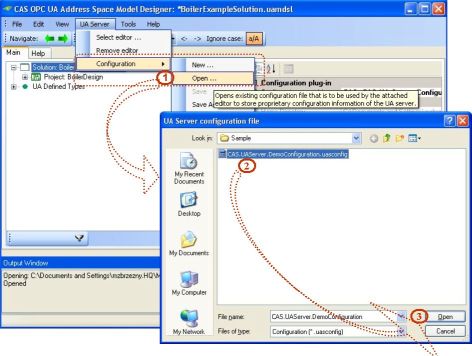 CAS OPC UA Address Space Model Designer: "BoilerExampleSolution.uamdsl
File Edit View UA Server Tools Help
Navigate: Select editor ... Ignore case: a/A
Remove editor
Main Help Configuration New ...
Solution: Boiler 1 Open ... Configuration plug-in
Project: BoilerDesign Save
UA Defined Types Save A
Opens existing configuration file that is to be used by the attached
editor to store proprietary configuration information of the UA server.
UA Server configuration file
Look in: Sample
CAS.UAServer.DemoConfiguration.uasconfig
2
My Recent
Documents
Desktop
My Documents
My Computer
My Network
Output Window
Opening: C:\Documents and Settings\mzbrzezny.HQ\M
Opened
File name: CAS.UAServer.DemoConfiguration 3 Open
Files of type: Configuration (* .uasconfig) Cancel